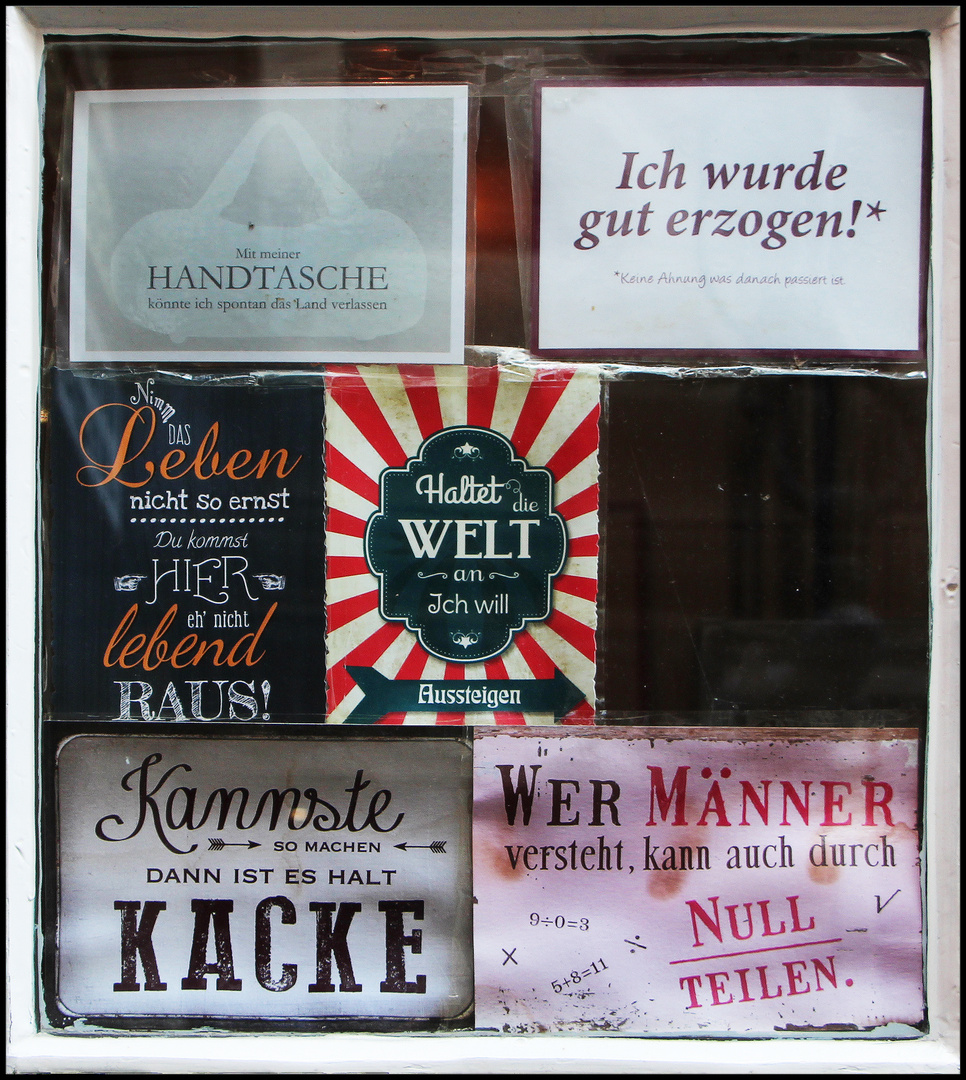 Mit meiner
HANDTASCHE
könnte ich spontan das Land verlassen
Ich wurde
gut erzogen!*
*Keine Ahnung was danach passiert ist.
Nimm
DAS
Leben
nicht so ernst
Du kommst
HIER
eh' nicht
lebend
RAUS!
Haltet die
WELT
an
Ich will
Aussteigen
Kannste
SO MACHEN
DANN IST ES HALT
KACKE
WER MÄNNER
versteht, kann auch durch
NULL
TEILEN.
9÷0=3
x ÷ √
5+8=11